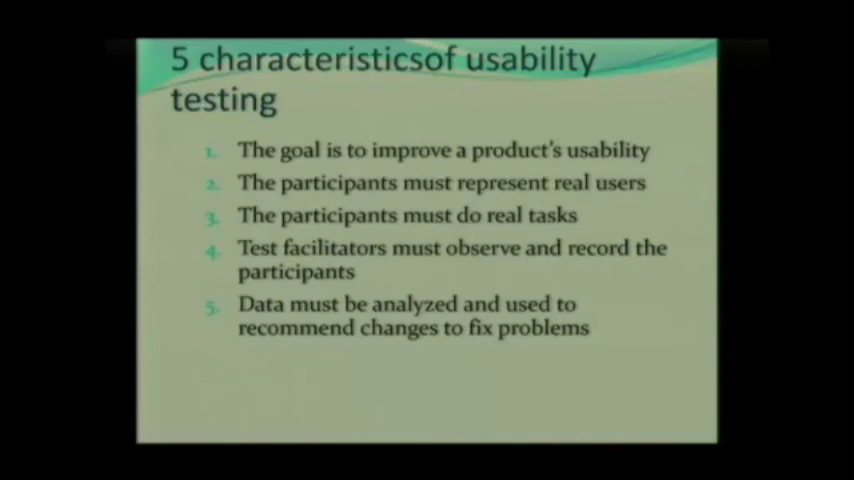 5 characteristicsof usability
testing
1. The goal is to improve a product's usability
2. The participants must represent real users
3. The participants must do real tasks
4. Test facilitators must observe and record the
participants
5. Data must be analyzed and used to
recommend changes to fix problems